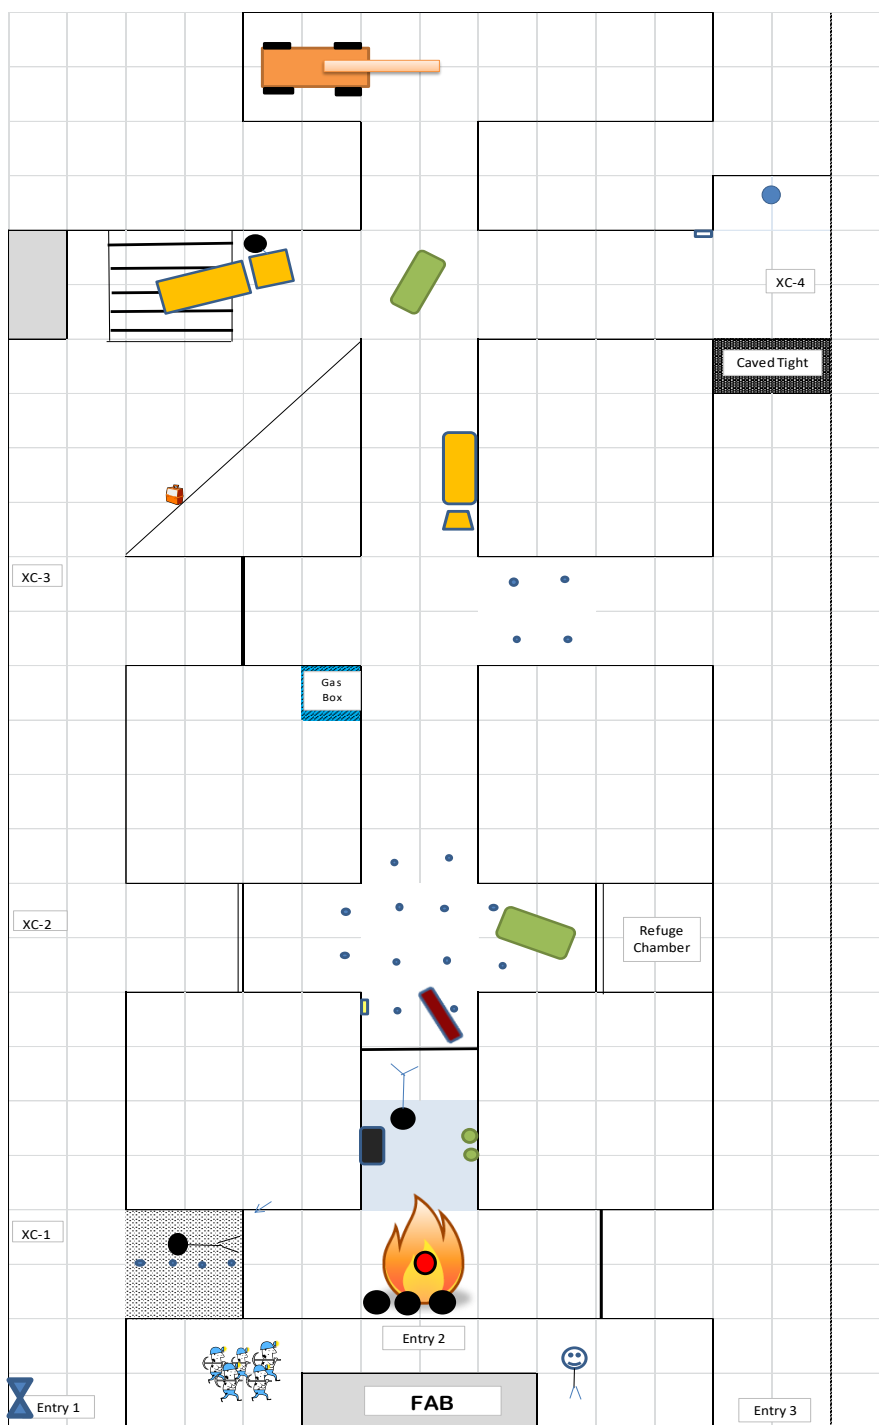 XC-4
Caved Tight
XC-3
Gas
Box
XC-2
Refuge
Chamber
XC-1
Entry 2
Entry 1
FAB
Entry 3